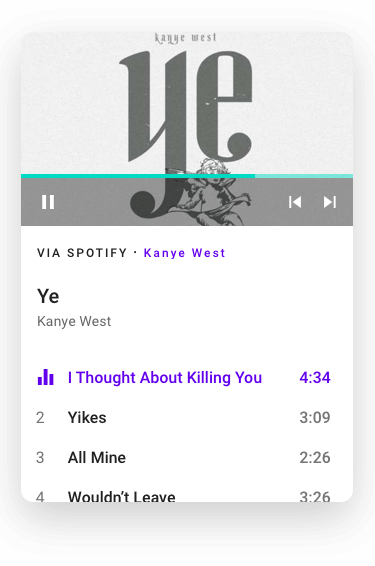 kanye west
ye
VIA SPOTIFY · Kanye West
Ye
Kanye West
I Thought About Killing You 4:34
2 Yikes 3:09
3 All Mine 2:26
4 Wouldn’t Leave 3:26